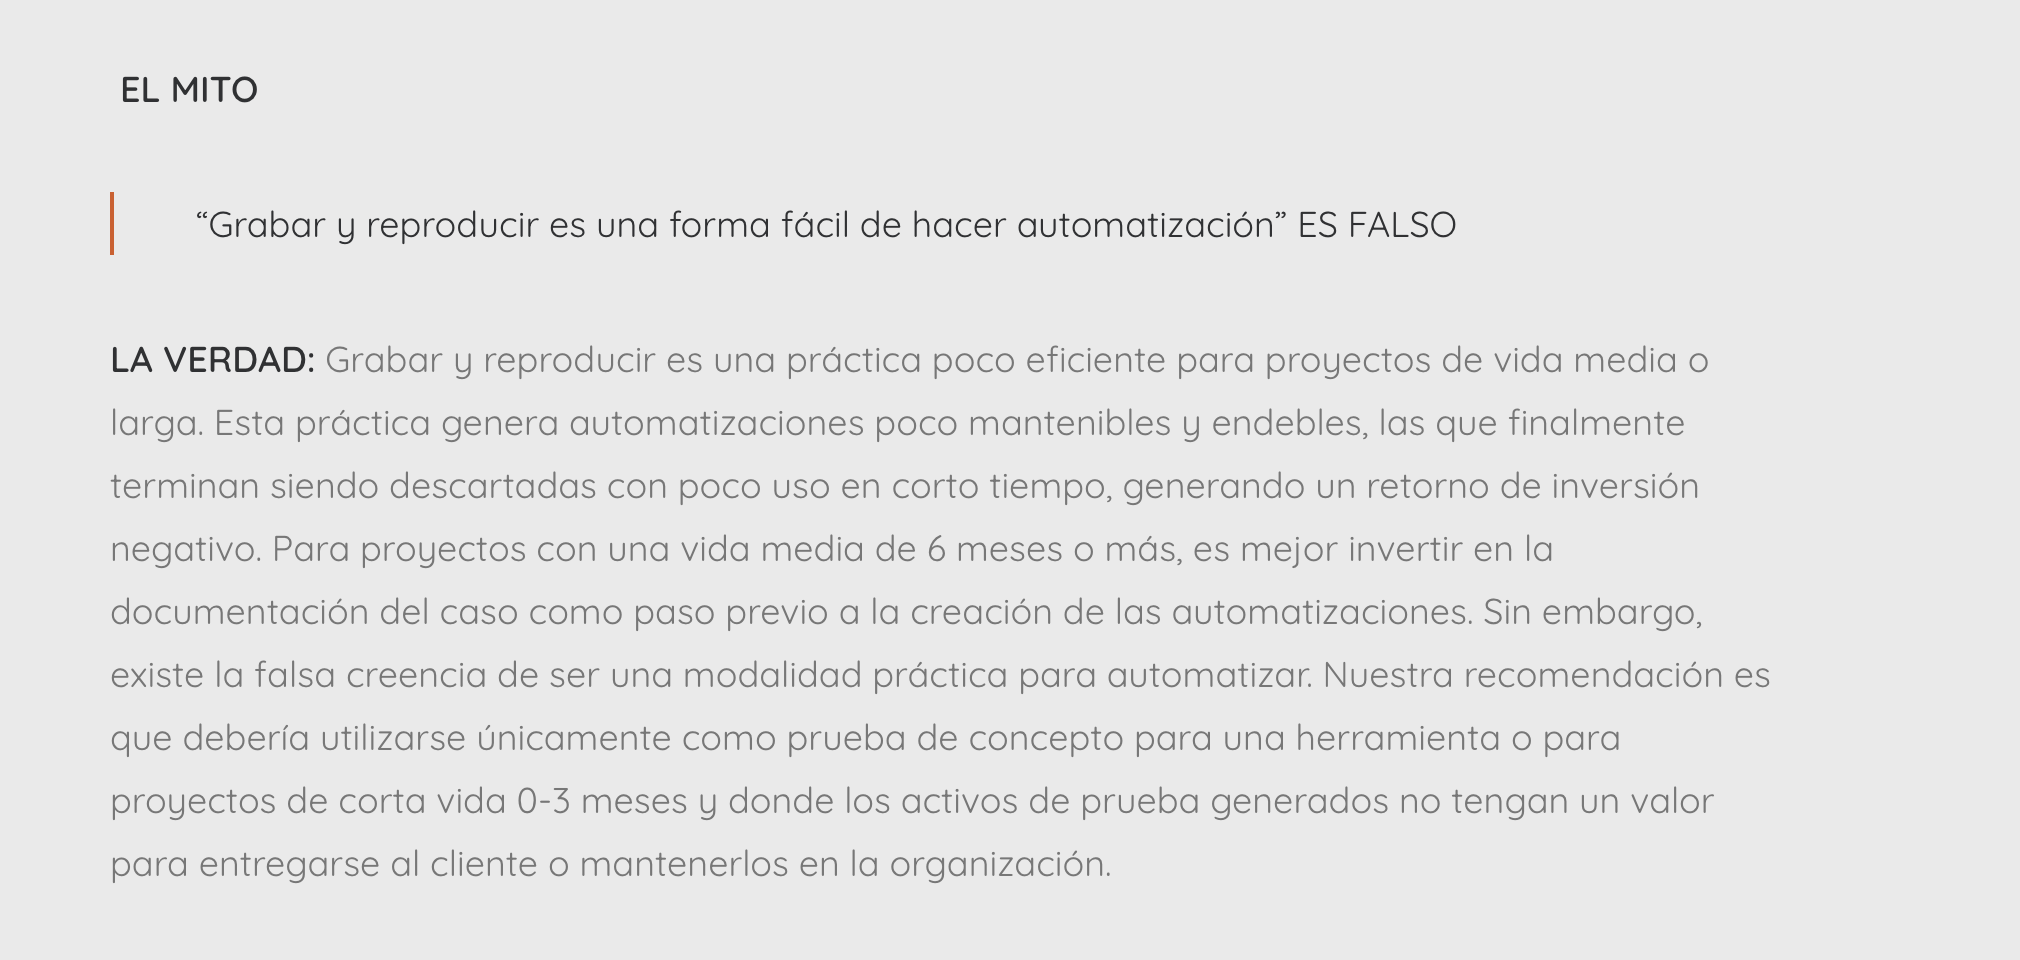 EL MITO
“Grabar y reproducir es una forma fácil de hacer automatización” ES FALSO
LA VERDAD: Grabar y reproducir es una práctica poco eficiente para proyectos de vida media o
larga. Esta práctica genera automatizaciones poco mantenibles y endebles, las que finalmente
terminan siendo descartadas con poco uso en corto tiempo, generando un retorno de inversión
negativo. Para proyectos con una vida media de 6 meses o más, es mejor invertir en la
documentación del caso como paso previo a la creación de las automatizaciones. Sin embargo,
existe la falsa creencia de ser una modalidad práctica para automatizar. Nuestra recomendación es
que debería utilizarse únicamente como prueba de concepto para una herramienta o para
proyectos de corta vida 0-3 meses y donde los activos de prueba generados no tengan un valor
para entregarse al cliente o mantenerlos en la organización.